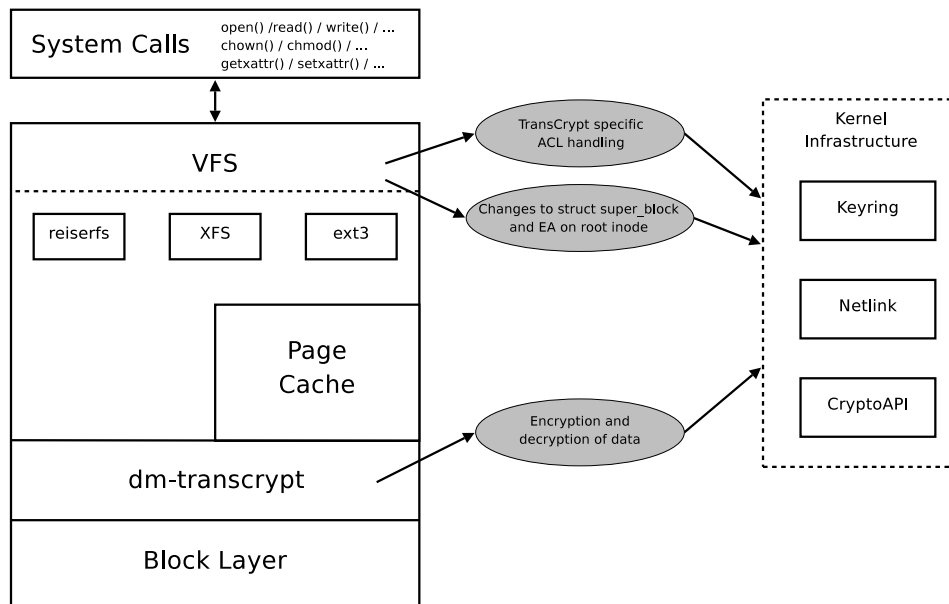 System Calls
open() /read() / write() / ...
chown() / chmod() / ...
getxattr() / setxattr() / ...
VFS
reiserfs
XFS
ext3
Page
Cache
dm-transcrypt
Block Layer
TransCrypt specific
ACL handling
Changes to struct super_block
and EA on root inode
Encryption and
decryption of data
Kernel
Infrastructure
Keyring
Netlink
CryptoAPI